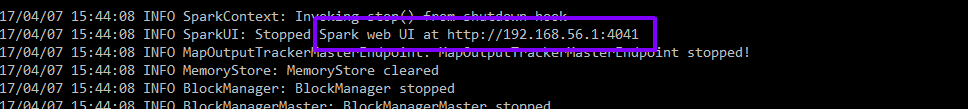 17/04/07 15:44:08 INFO SparkContext: Invoking stop() from shutdown hook
17/04/07 15:44:08 INFO SparkUI: Stopped Spark web UI at http://192.168.56.1:4041
17/04/07 15:44:08 INFO MapOutputTrackerMasterEndpoint: MapOutputTrackerMasterEndpoint stopped!
17/04/07 15:44:08 INFO MemoryStore: MemoryStore cleared
17/04/07 15:44:08 INFO BlockManager: BlockManager stopped
17/04/07 15:44:08 INFO BlockManagerMaster: BlockManagerMaster stopped